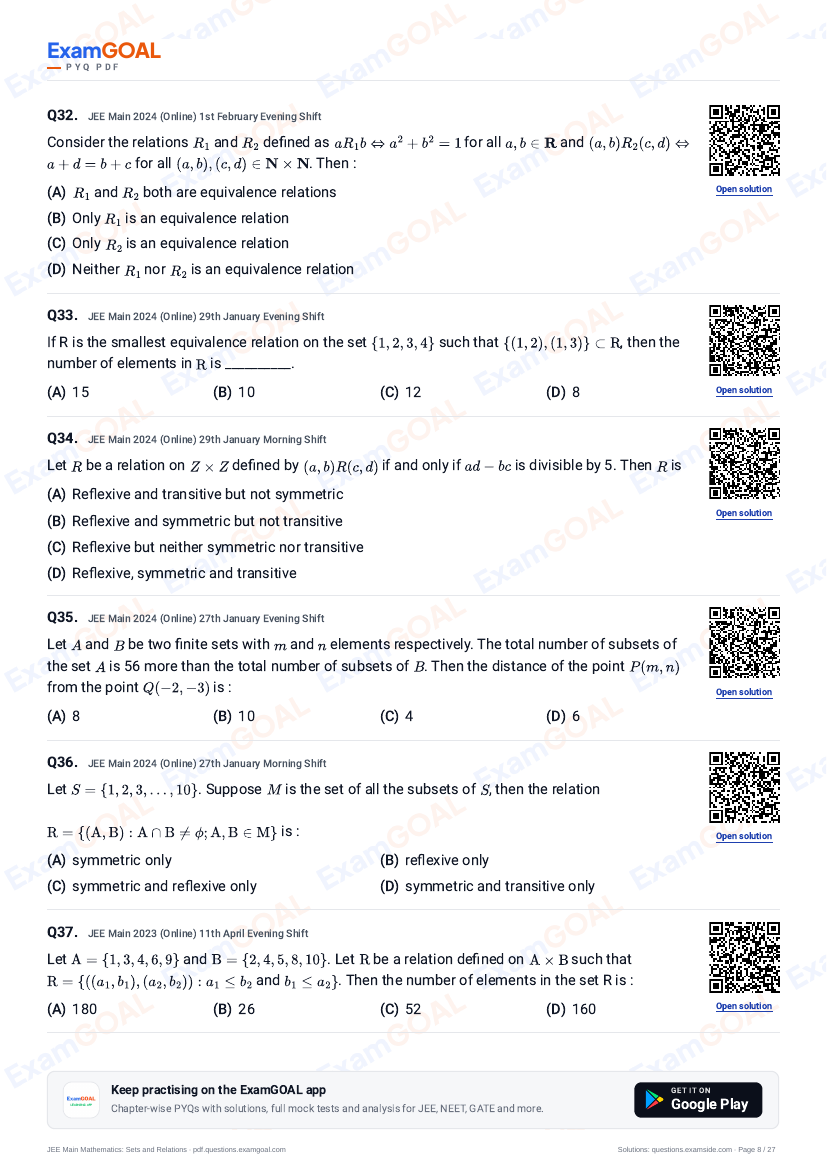 ExamGOAL
PYQ PDF
Q32. JEE Main 2024 (Online) 1st February Evening Shift
Consider the relations R₁ and R₂ defined as aR₁b ⇔ a² + b² = 1 for all a, b ∈ R and (a, b)R₂(c, d) ⇔
a + d = b + c for all (a, b), (c, d) ∈ N × N. Then :
(A) R₁ and R₂ both are equivalence relations
(B) Only R₁ is an equivalence relation
(C) Only R₂ is an equivalence relation
(D) Neither R₁ nor R₂ is an equivalence relation
Open solution
Q33. JEE Main 2024 (Online) 29th January Evening Shift
If R is the smallest equivalence relation on the set {1, 2, 3, 4} such that {(1, 2), (1, 3)} ⊂ R, then the
number of elements in R is __________.
(A) 15 (B) 10 (C) 12 (D) 8
Open solution
Q34. JEE Main 2024 (Online) 29th January Morning Shift
Let R be a relation on Z × Z defined by (a, b)R(c, d) if and only if ad − bc is divisible by 5. Then R is
(A) Reflexive and transitive but not symmetric
(B) Reflexive and symmetric but not transitive
(C) Reflexive but neither symmetric nor transitive
(D) Reflexive, symmetric and transitive
Open solution
Q35. JEE Main 2024 (Online) 27th January Evening Shift
Let A and B be two finite sets with m and n elements respectively. The total number of subsets of
the set A is 56 more than the total number of subsets of B. Then the distance of the point P(m, n)
from the point Q(−2, −3) is :
(A) 8 (B) 10 (C) 4 (D) 6
Open solution
Q36. JEE Main 2024 (Online) 27th January Morning Shift
Let S = {1, 2, 3, . . . , 10}. Suppose M is the set of all the subsets of S, then the relation
R = {(A, B) : A ∩ B ≠ ϕ; A, B ∈ M} is :
(A) symmetric only (B) reflexive only
(C) symmetric and reflexive only (D) symmetric and transitive only
Open solution
Q37. JEE Main 2023 (Online) 11th April Evening Shift
Let A = {1, 3, 4, 6, 9} and B = {2, 4, 5, 8, 10}. Let R be a relation defined on A × B such that
R = {((a₁, b₁), (a₂, b₂)) : a₁ ≤ b₂ and b₁ ≤ a₂}. Then the number of elements in the set R is :
(A) 180 (B) 26 (C) 52 (D) 160
Open solution
ExamGOAL
Keep practising on the ExamGOAL app
Chapter-wise PYQs with solutions, full mock tests and analysis for JEE, NEET, GATE and more.
GET IT ON
Google Play
JEE Main Mathematics: Sets and Relations · pdf.questions.examgoal.com
Solutions: questions.examside.com · Page 8 / 27